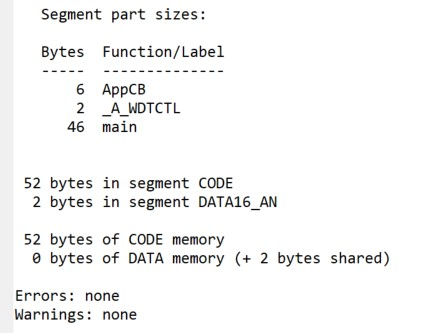 Segment part sizes:
Bytes Function/Label
----- --------------
6 AppCB
2 _A_WDTCTL
46 main
52 bytes in segment CODE
2 bytes in segment DATA16_AN
52 bytes of CODE memory
0 bytes of DATA memory (+ 2 bytes shared)
Errors: none
Warnings: none